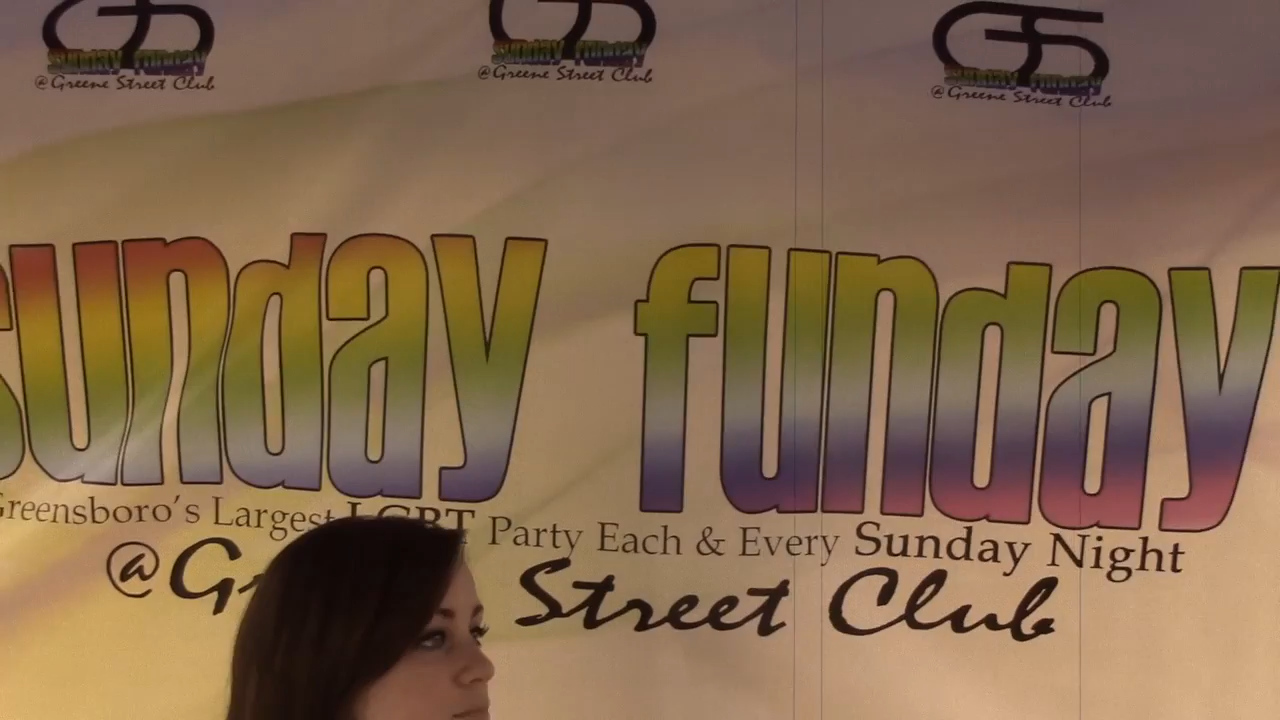 GS GS GS
sunday funday sunday funday sunday funday
@Greene Street Club @Greene Street Club @Greene Street Club
sunday funday
Greensboro's Largest LGBT Party Each & Every Sunday Night
@G Street Club